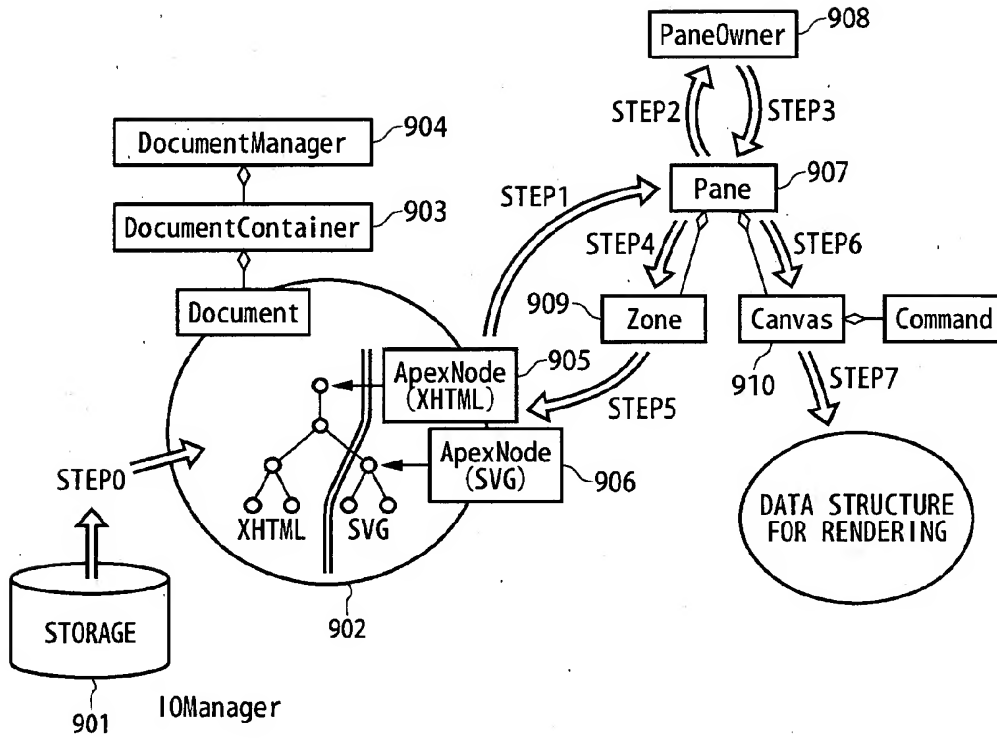 PaneOwner
908
STEP2
STEP3
DocumentManager
904
Pane
907
STEP1
DocumentContainer
903
STEP4
STEP6
Document
909
Zone
Canvas
Command
ApexNode
(XHTML)
905
910
STEP7
STEP5
ApexNode
(SVG)
906
STEP0
XHTML
SVG
DATA STRUCTURE
FOR RENDERING
902
STORAGE
901
IOManager